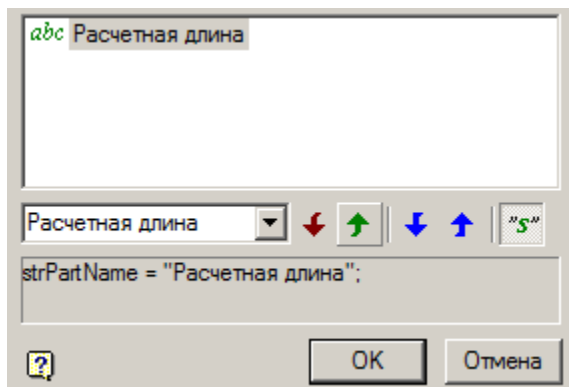 abc Расчетная длина
Расчетная длина
"S"
strPartName = "Расчетная длина";
?
OK Отмена